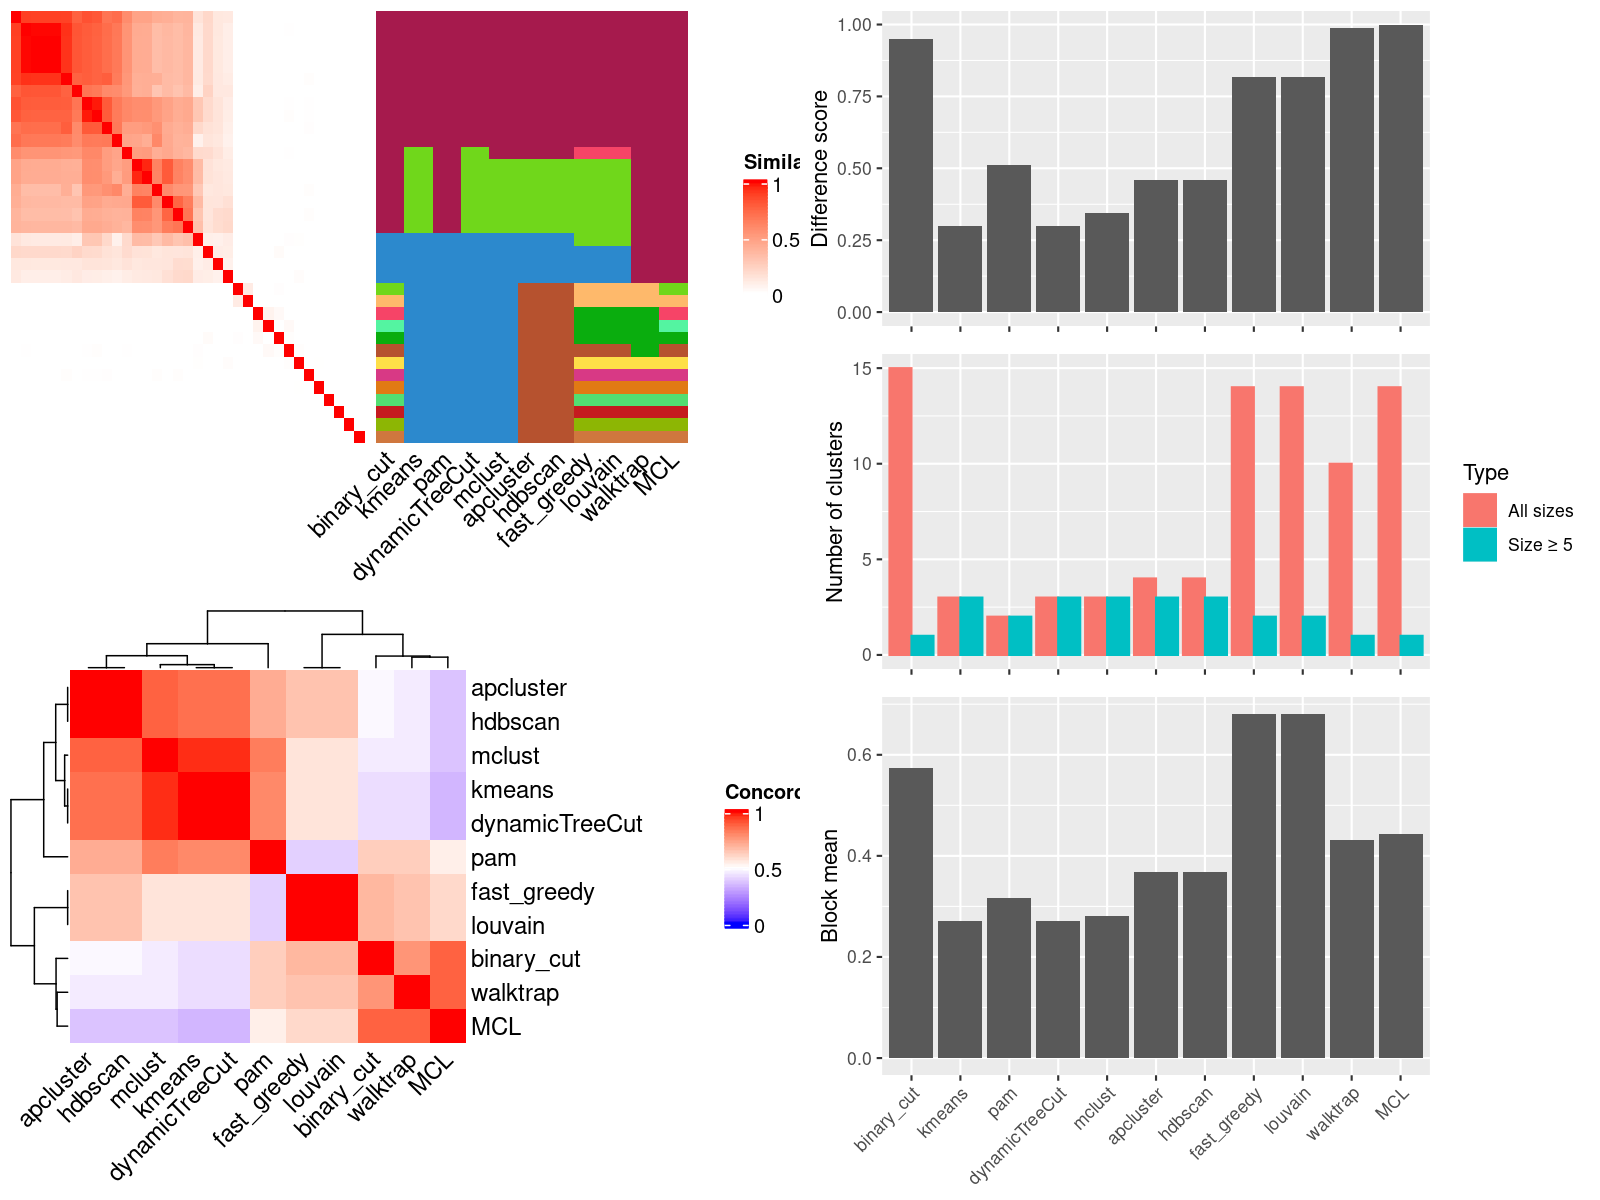 Simila
1
0.5
0
binary_cut
kmeans
pam
dynamicTreeCut
mclust
apcluster
hdbscan
fast_greedy
louvain
walktrap
MCL
apcluster
hdbscan
mclust
kmeans
dynamicTreeCut
pam
fast_greedy
louvain
binary_cut
walktrap
MCL
Concord
1
0.5
0
apcluster
hdbscan
mclust
kmeans
dynamicTreeCut
pam
fast_greedy
louvain
binary_cut
walktrap
MCL
Difference score
1.00
0.75
0.50
0.25
0.00
Number of clusters
15
10
5
0
Type
All sizes
Size ≥ 5
Block mean
0.6
0.4
0.2
0.0
binary_cut
kmeans
pam
dynamicTreeCut
mclust
apcluster
hdbscan
fast_greedy
louvain
walktrap
MCL